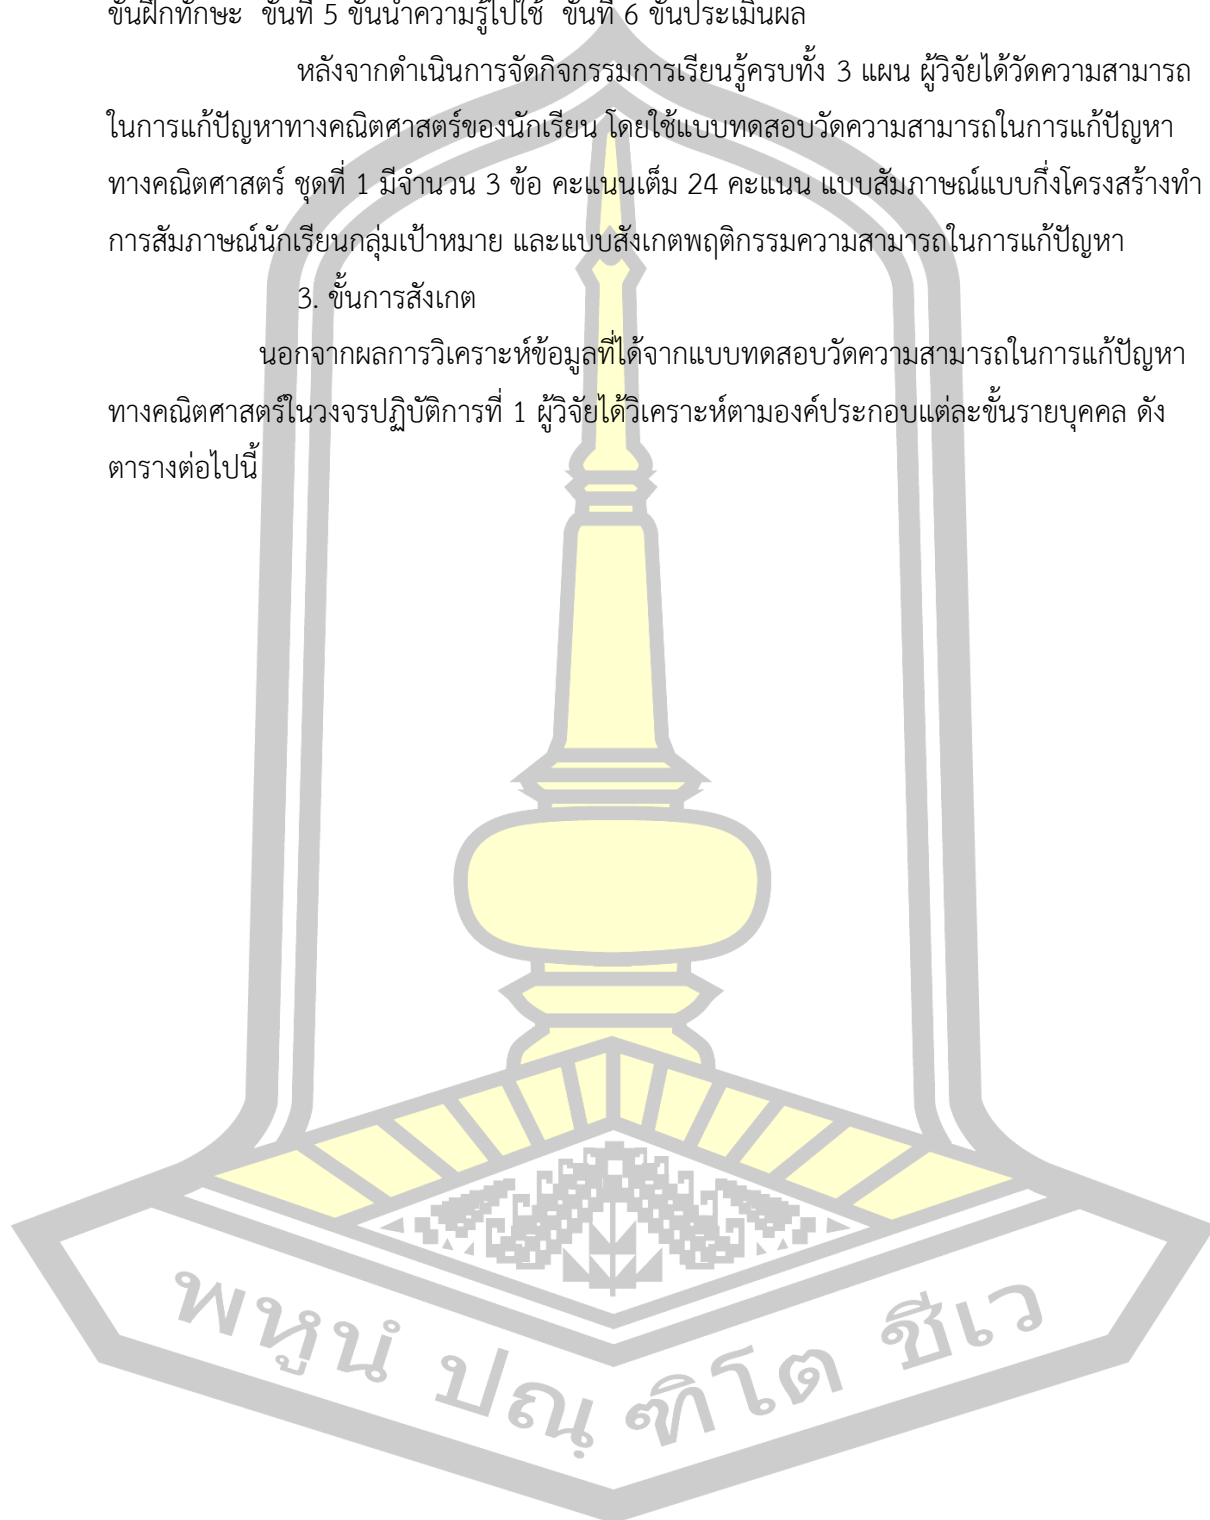 ขั้นฝึกทักษะ  ขั้นที่ 5 ขั้นนำความรู้ไปใช้  ขั้นที่ 6 ขั้นประเมินผล
หลังจากดำเนินการจัดกิจกรรมการเรียนรู้ครบทั้ง 3 แผน ผู้วิจัยได้วัดความสามารถ
ในการแก้ปัญหาทางคณิตศาสตร์ของนักเรียน โดยใช้แบบทดสอบวัดความสามารถในการแก้ปัญหา
ทางคณิตศาสตร์ ชุดที่ 1 มีจำนวน 3 ข้อ คะแนนเต็ม 24 คะแนน แบบสัมภาษณ์แบบกึ่งโครงสร้างทำ
การสัมภาษณ์นักเรียนกลุ่มเป้าหมาย และแบบสังเกตพฤติกรรมความสามารถในการแก้ปัญหา
3. ขั้นการสังเกต
นอกจากผลการวิเคราะห์ข้อมูลที่ได้จากแบบทดสอบวัดความสามารถในการแก้ปัญหา
ทางคณิตศาสตร์ในวงจรปฏิบัติการที่ 1 ผู้วิจัยได้วิเคราะห์ตามองค์ประกอบแต่ละขั้นรายบุคคล ดัง
ตารางต่อไปนี้
พหูนํ ปณฺ ฑิโต ชีเว